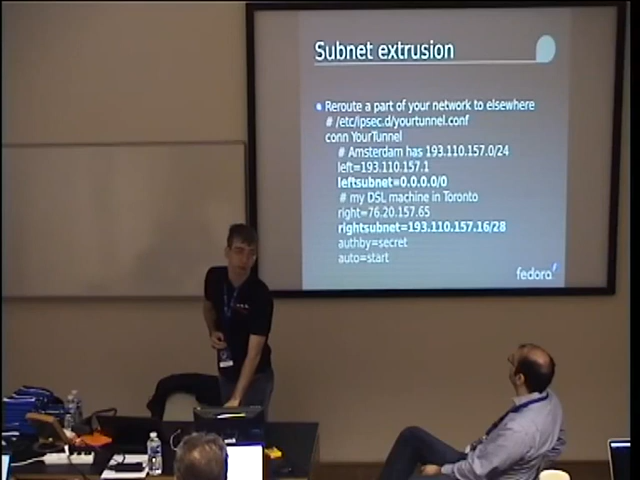 Subnet extrusion
Reroute a part of your network to elsewhere
# /etc/ipsec.d/yourtunnel.conf
conn YourTunnel
# Amsterdam has 193.110.157.0/24
left=193.110.157.1
leftsubnet=0.0.0.0/0
# my DSL machine in Toronto
right=76.20.157.65
rightsubnet=193.110.157.16/28
authby=secret
auto=start
fedora